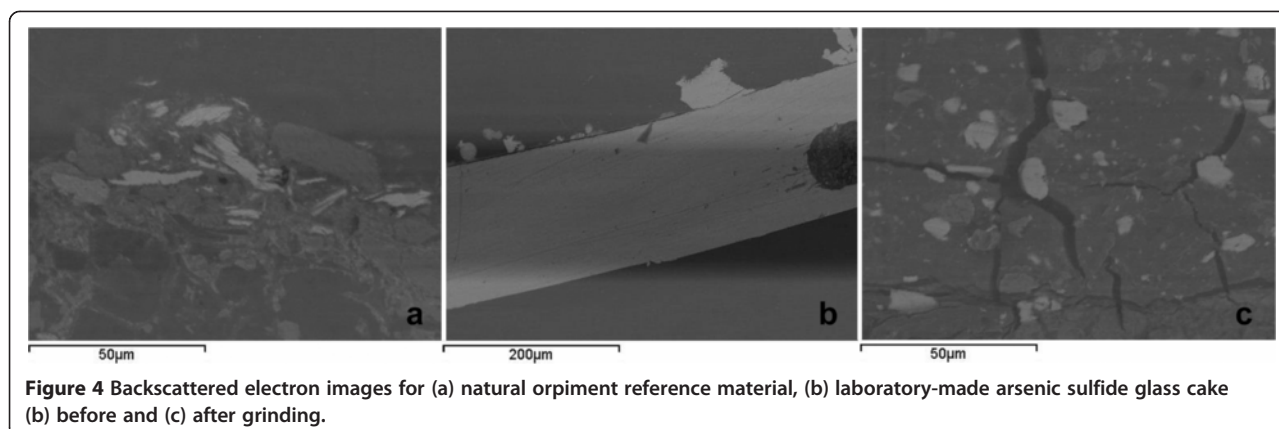 a
b
c
50µm
200µm
50µm
Figure 4 Backscattered electron images for (a) natural orpiment reference material, (b) laboratory-made arsenic sulfide glass cake
(b) before and (c) after grinding.